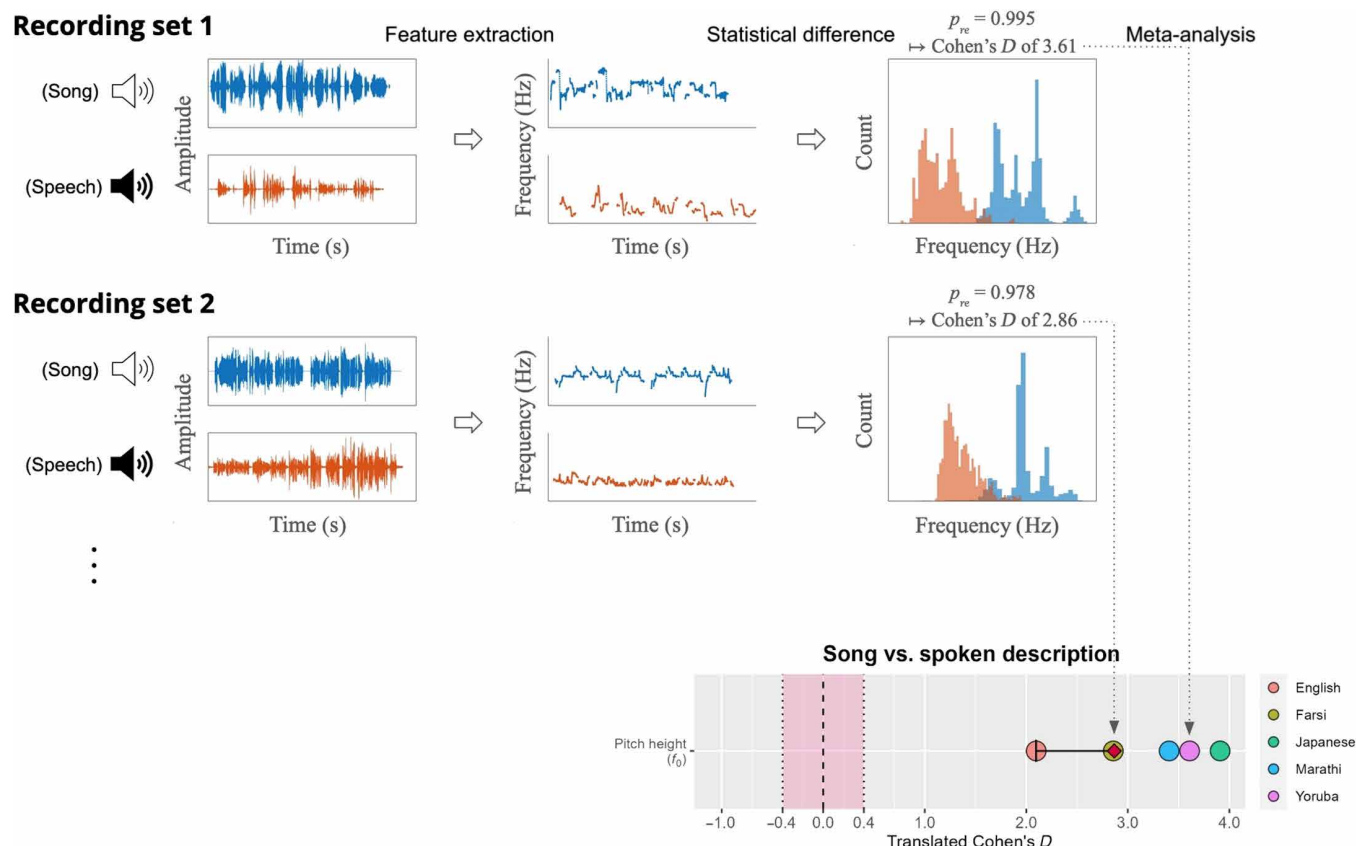 Recording set 1
Feature extraction
Statistical difference
pre = 0.995
↦ Cohen's D of 3.61
Meta-analysis
(Song)
(Speech)
Amplitude
Time (s)
Frequency (Hz)
Time (s)
Count
Frequency (Hz)
Recording set 2
pre = 0.978
↦ Cohen's D of 2.86
(Song)
(Speech)
Amplitude
Time (s)
Frequency (Hz)
Time (s)
Count
Frequency (Hz)
Song vs. spoken description
Pitch height
(f0)
−1.0 −0.4 0.0 0.4 1.0 2.0 3.0 4.0
Translated Cohen's D
English
Farsi
Japanese
Marathi
Yoruba